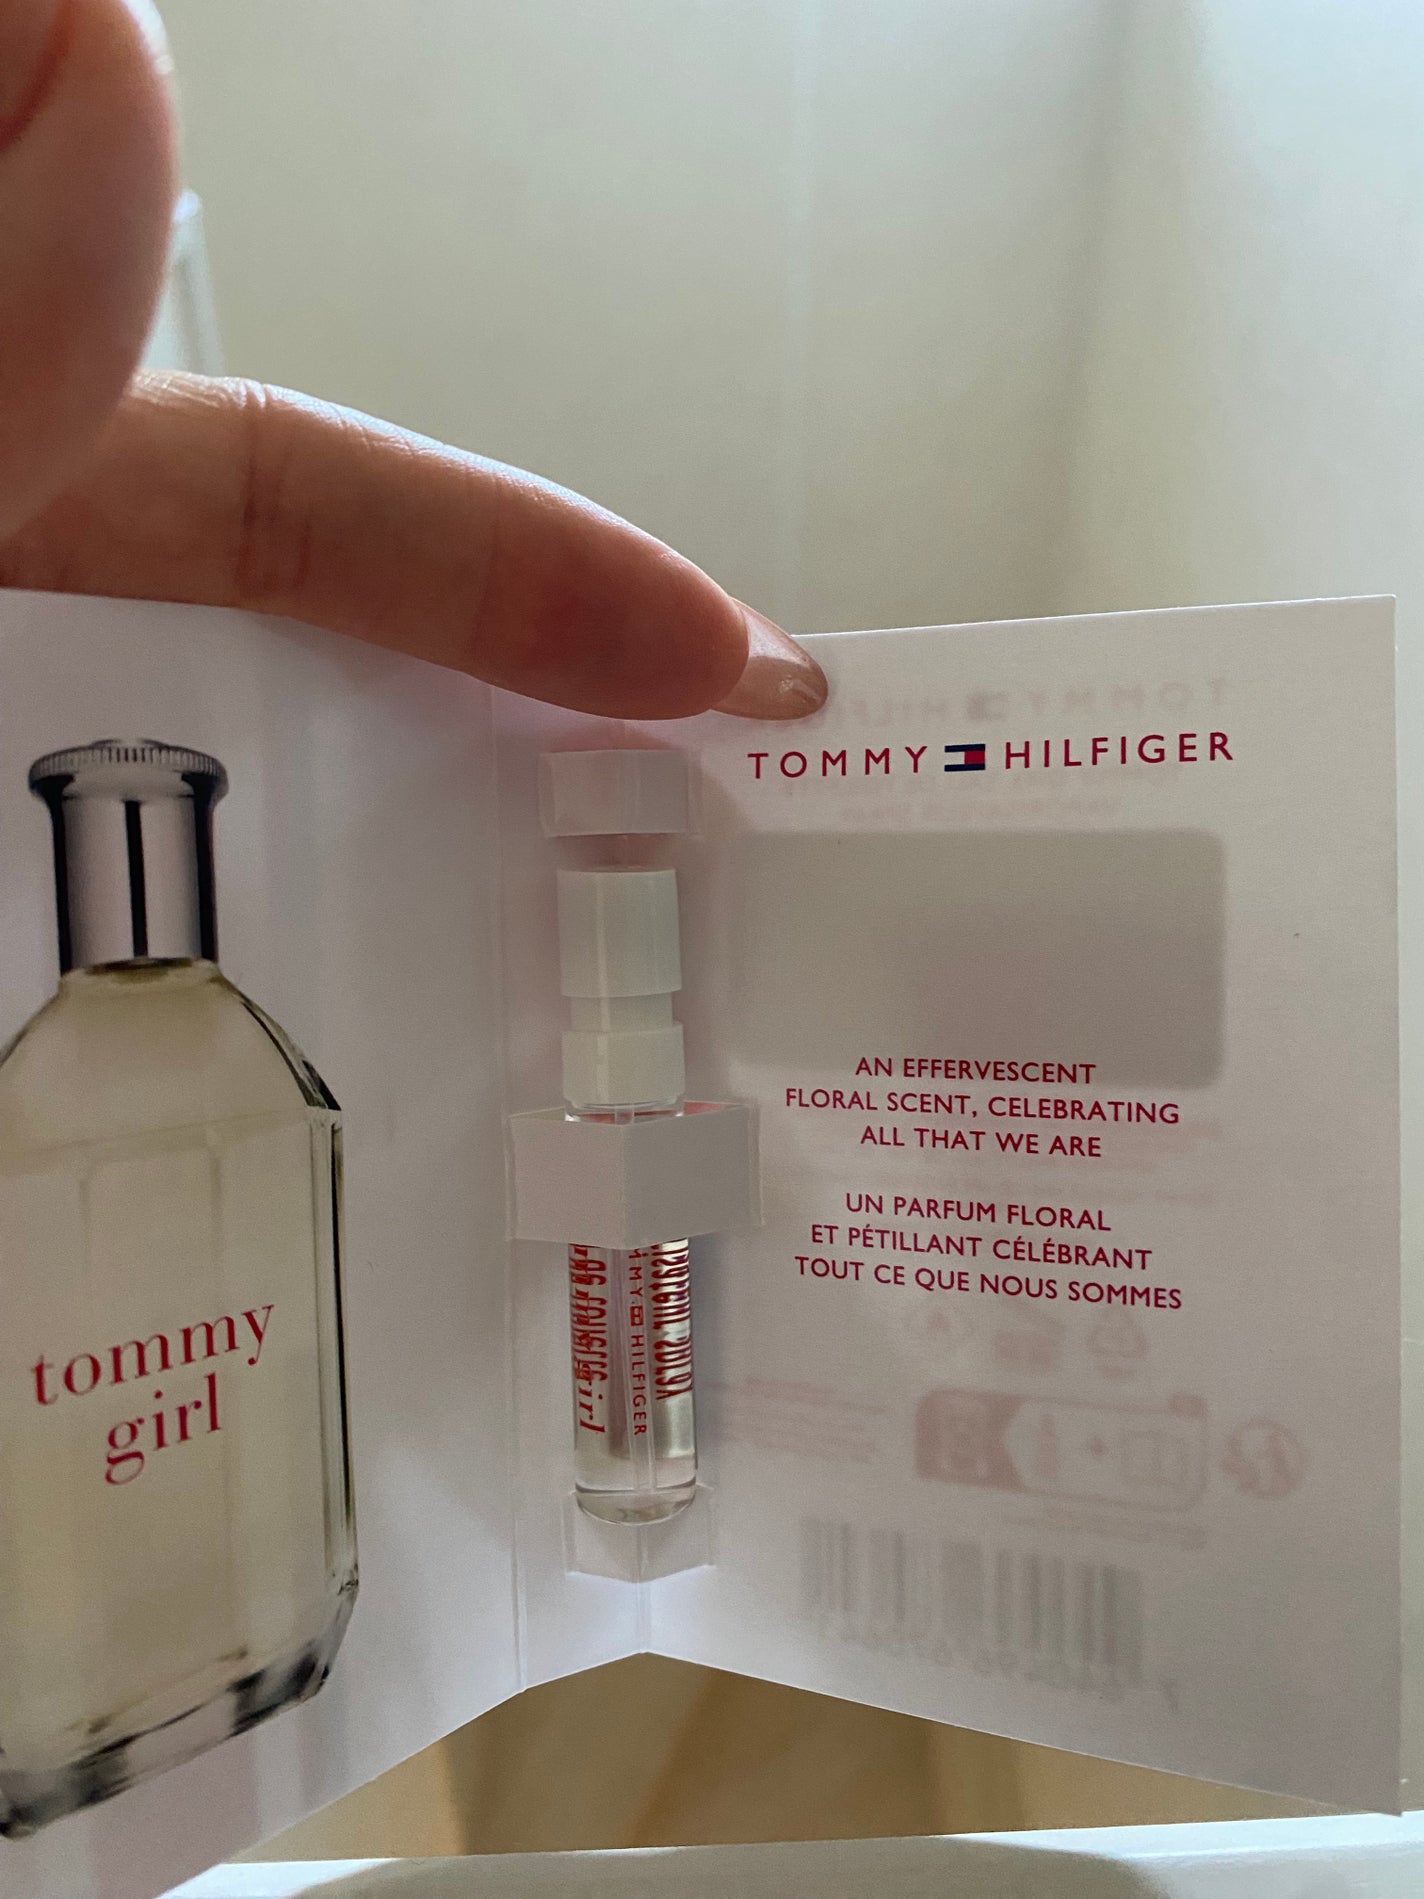 tommy
girl
TOMMY HILFIGER
AN EFFERVESCENT
FLORAL SCENT, CELEBRATING
ALL THAT WE ARE
UN PARFUM FLORAL
ET PÉTILLANT CÉLÉBRANT
TOUT CE QUE NOUS SOMMES
HILFIGER
girl